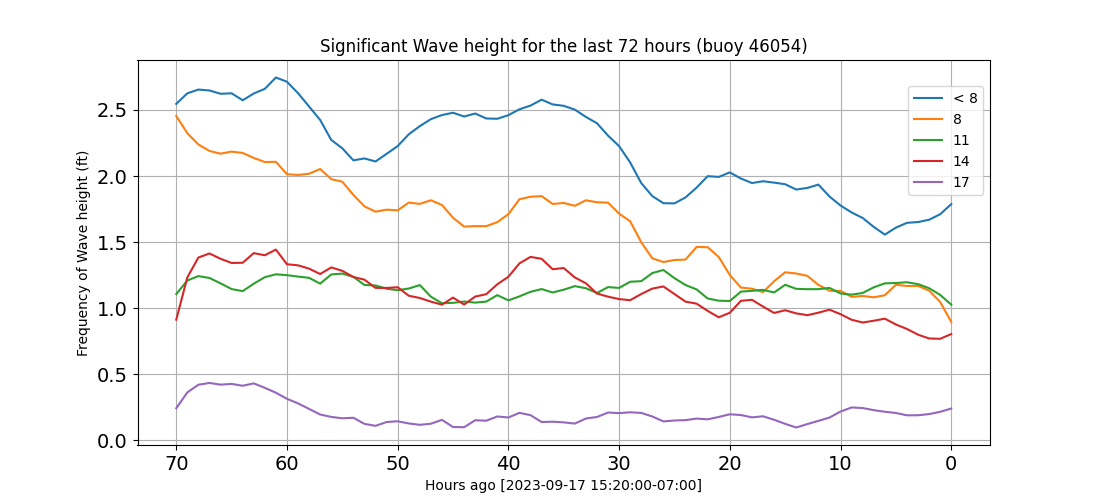 Significant Wave height for the last 72 hours (buoy 46054)
Frequency of Wave height (ft)
2.5
2.0
1.5
1.0
0.5
0.0
< 8
8
11
14
17
70 60 50 40 30 20 10 0
Hours ago [2023-09-17 15:20:00-07:00]